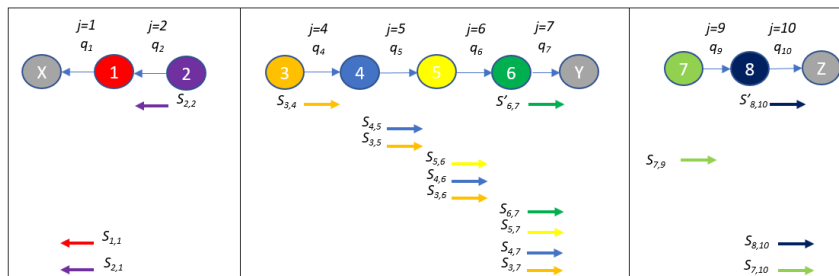 j=1 j=2
q1 q2
X 1 2
S2,2
S1,1
S2,1
j=4 j=5 j=6 j=7
q4 q5 q6 q7
3 4 5 6 Y
S3,4 S'6,7
S4,5
S3,5
S5,6
S4,6
S3,6
S6,7
S5,7
S4,7
S3,7
j=9 j=10
q9 q10
7 8 Z
S'8,10
S7,9
S8,10
S7,10